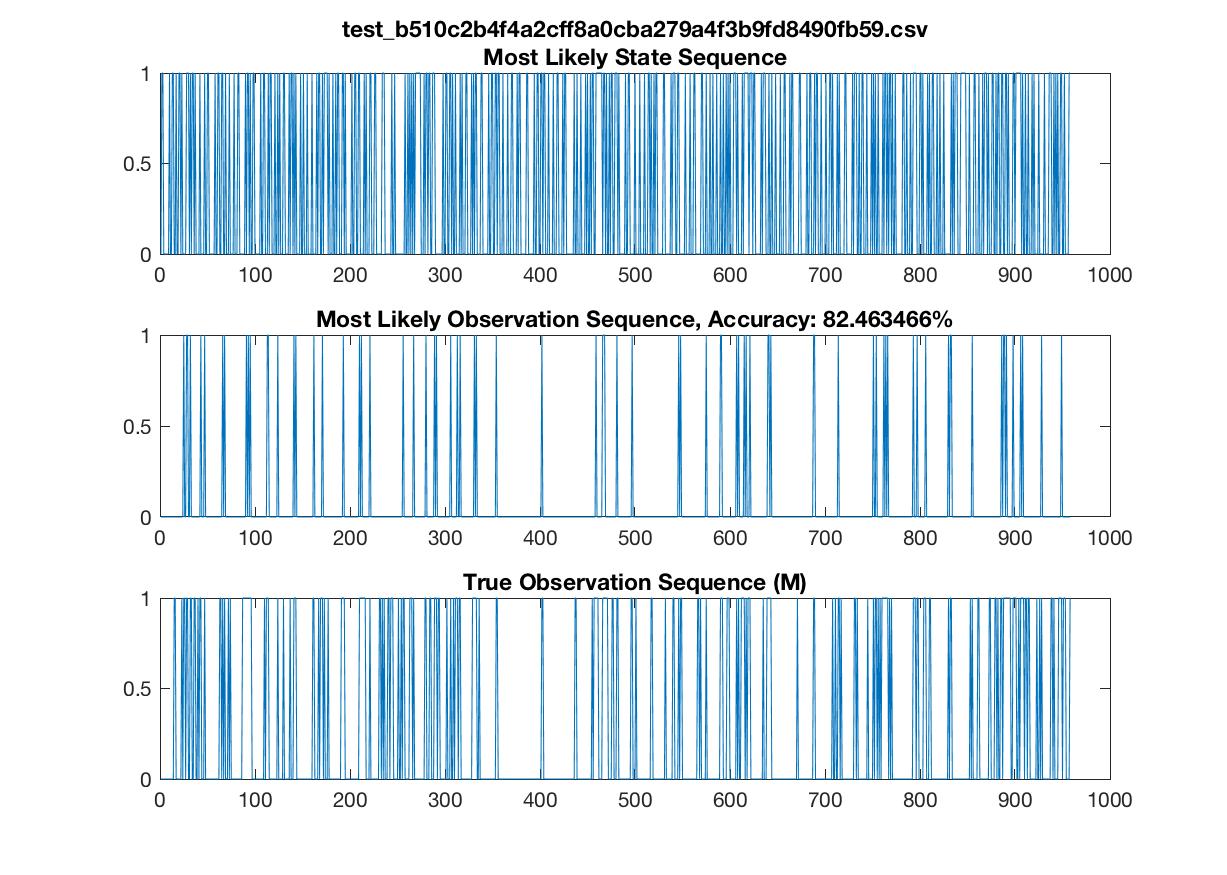 test_b510c2b4f4a2cff8a0cba279a4f3b9fd8490fb59.csv
Most Likely State Sequence
1
0.5
0
0 100 200 300 400 500 600 700 800 900 1000
Most Likely Observation Sequence, Accuracy: 82.463466%
1
0.5
0
0 100 200 300 400 500 600 700 800 900 1000
True Observation Sequence (M)
1
0.5
0
0 100 200 300 400 500 600 700 800 900 1000